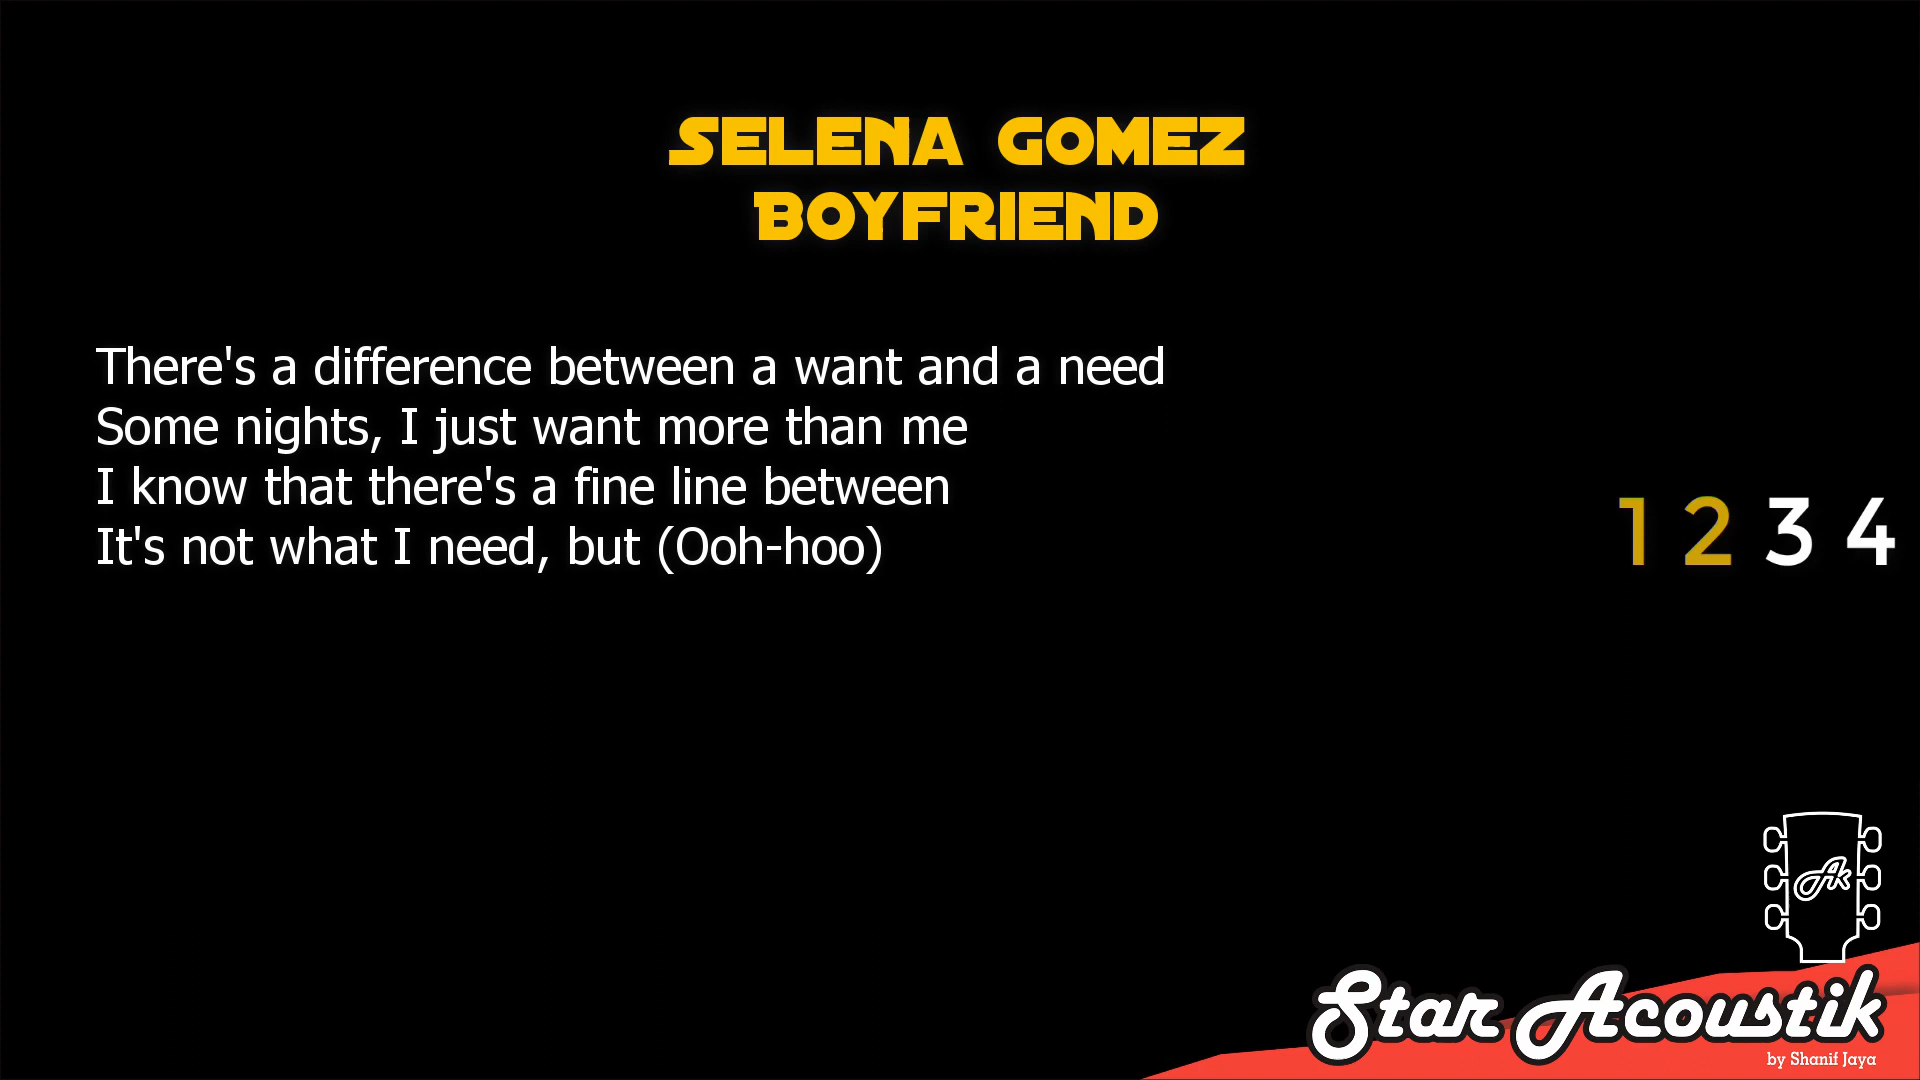 SELENA GOMEZ
BOYFRIEND
There's a difference between a want and a need
Some nights, I just want more than me
I know that there's a fine line between
It's not what I need, but (Ooh-hoo)
1 2 3 4
Ak
Star Acoustik
by Shanif Jaya